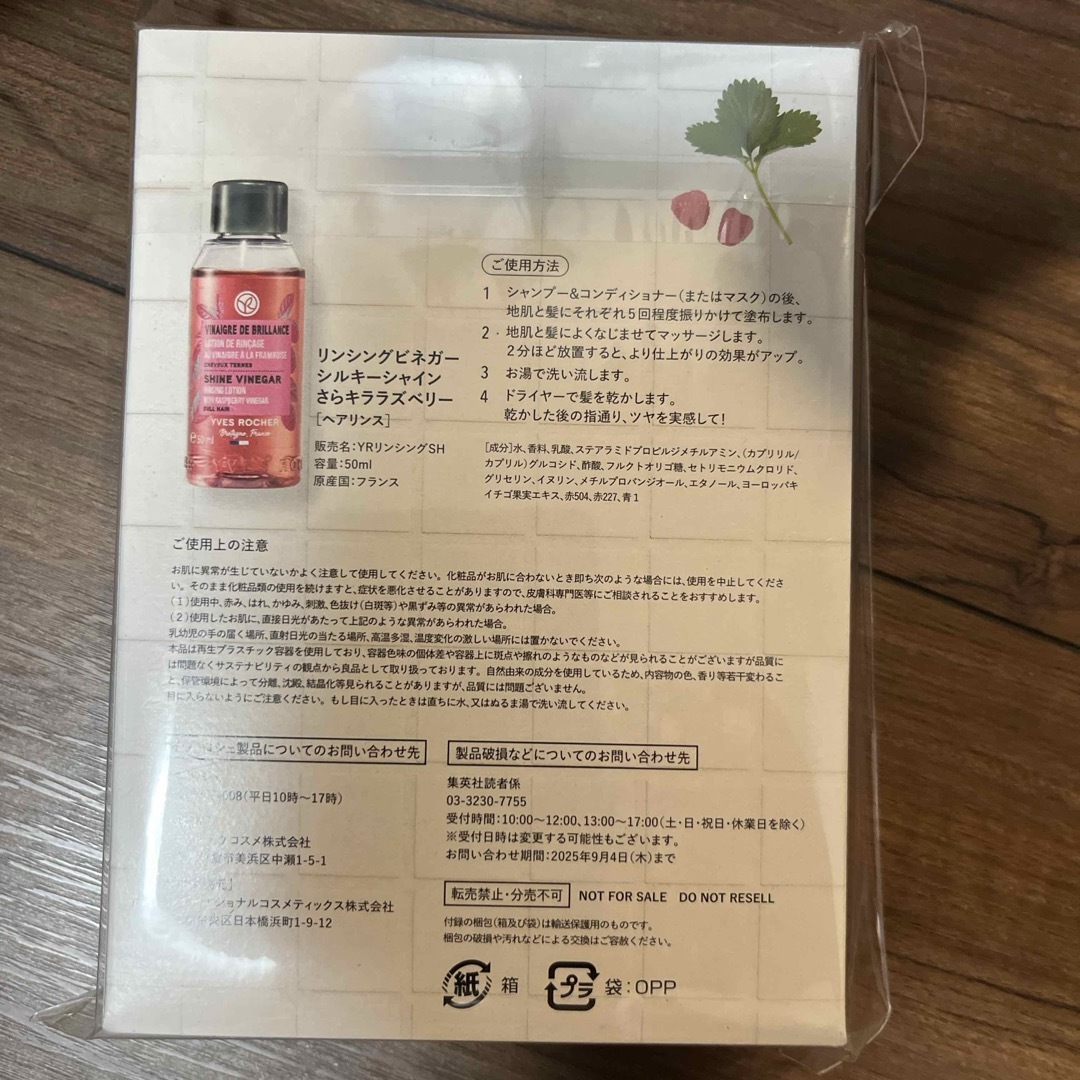 VINAIGRE DE BRILLANCE
LOTION DE RINÇAGE
AU VINAIGRE À LA FRAMBOISE
CHEVEUX TERNES
SHINE VINEGAR
RINSING LOTION
WITH RASPBERRY VINEGAR
DULL HAIR
YVES ROCHER
Bretagne, France
℮50ml
リンシングビネガー
シルキーシャイン
さらキララズベリー
[ヘアリンス]
販売名:YRリンシングSH
容量:50ml
原産国:フランス
ご使用方法
1 シャンプー&コンディショナー(またはマスク)の後、
地肌と髪にそれぞれ5回程度振りかけて塗布します。
2 地肌と髪によくなじませてマッサージします。
2分ほど放置すると、より仕上がりの効果がアップ。
3 お湯で洗い流します。
4 ドライヤーで髪を乾かします。
乾かした後の指通り、ツヤを実感して!
[成分]水、香料、乳酸、ステアラミドプロピルジメチルアミン、(カプリリル/
カプリル)グルコシド、酢酸、フルクトオリゴ糖、セトリモニウムクロリド、
グリセリン、イヌリン、メチルプロパンジオール、エタノール、ヨーロッパキ
イチゴ果実エキス、赤504、赤227、青1
ご使用上の注意
お肌に異常が生じていないかよく注意して使用してください。化粧品がお肌に合わないとき即ち次のような場合には、使用を中止してくださ
い。そのまま化粧品類の使用を続けますと、症状を悪化させることがありますので、皮膚科専門医等にご相談されることをおすすめします。
(1)使用中、赤み、はれ、かゆみ、刺激、色抜け(白斑等)や黒ずみ等の異常があらわれた場合。
(2)使用したお肌に、直接日光があたって上記のような異常があらわれた場合。
乳幼児の手の届く場所、直射日光の当たる場所、高温多湿、温度変化の激しい場所には置かないでください。
本品は再生プラスチック容器を使用しており、容器色味の個体差や容器上に斑点や擦れのようなものなどが見られることがございますが品質に
は問題なくサステナビリティの観点から良品として取り扱っております。自然由来の成分を使用しているため、内容物の色、香り等若干変わるこ
と、保管環境によって分離、沈殿、結晶化等見られることがありますが、品質には問題ございません。
目に入らないようにご注意ください。もし目に入ったときは直ちに水、又はぬるま湯で洗い流してください。
製品についてのお問い合わせ先
008(平日10時〜17時)
コスメ株式会社
美浜区中瀬1-5-1
ショナルコスメティックス株式会社
区日本橋浜町1-9-12
製品破損などについてのお問い合わせ先
集英社読者係
03-3230-7755
受付時間:10:00〜12:00、13:00〜17:00(土・日・祝日・休業日を除く)
※受付日時は変更する可能性もございます。
お問い合わせ期間:2025年9月4日(木)まで
転売禁止・分売不可 NOT FOR SALE DO NOT RESELL
付録の梱包(箱及び袋)は輸送保護用のものです。
梱包の破損や汚れなどによる交換はご容赦ください。
紙 箱 プラ 袋:OPP